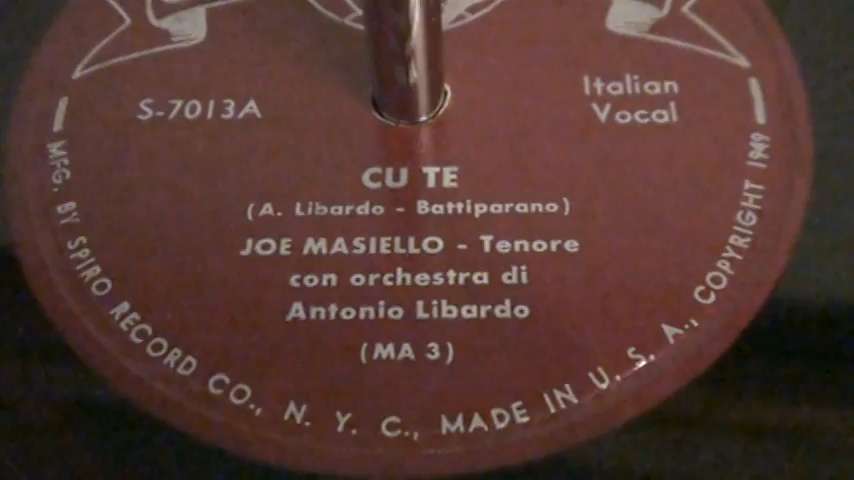 S-7013A
Italian
Vocal
CU TE
(A. Libardo - Battiparano)
JOE MASIELLO - Tenore
con orchestra di
Antonio Libardo
(MA 3)
MFG. BY SPIRO RECORD CO., N. Y. C., MADE IN U. S. A., COPYRIGHT 1949